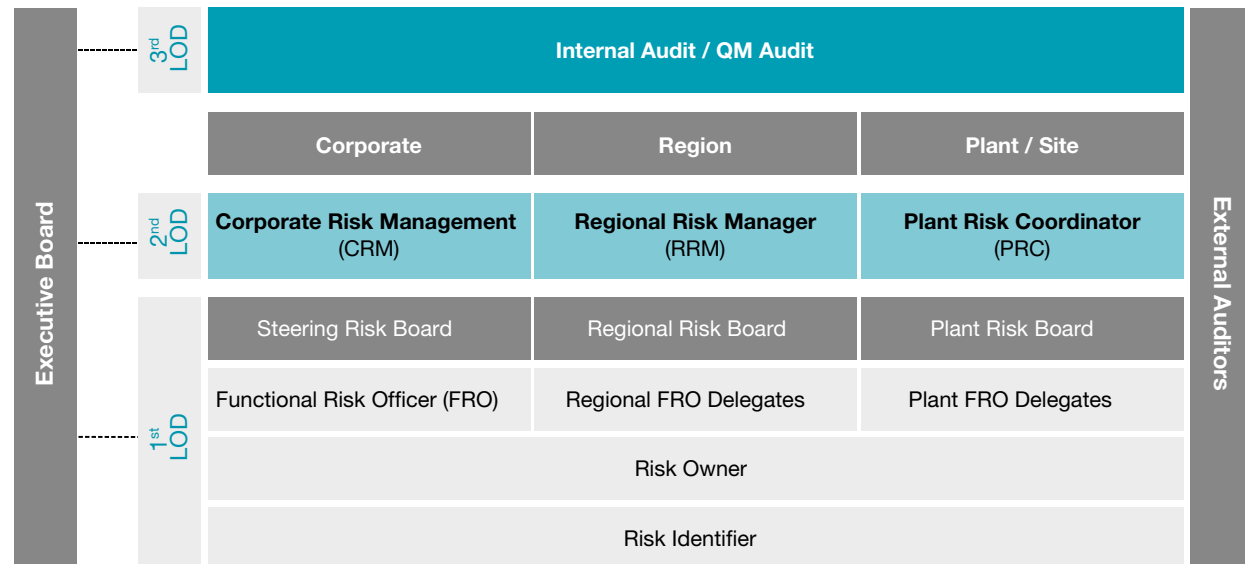 Executive Board
3rd
LOD
Internal Audit / QM Audit
Corporate
Region
Plant / Site
2nd
LOD
Corporate Risk Management
(CRM)
Regional Risk Manager
(RRM)
Plant Risk Coordinator
(PRC)
1st
LOD
Steering Risk Board
Regional Risk Board
Plant Risk Board
Functional Risk Officer (FRO)
Regional FRO Delegates
Plant FRO Delegates
Risk Owner
Risk Identifier
External Auditors